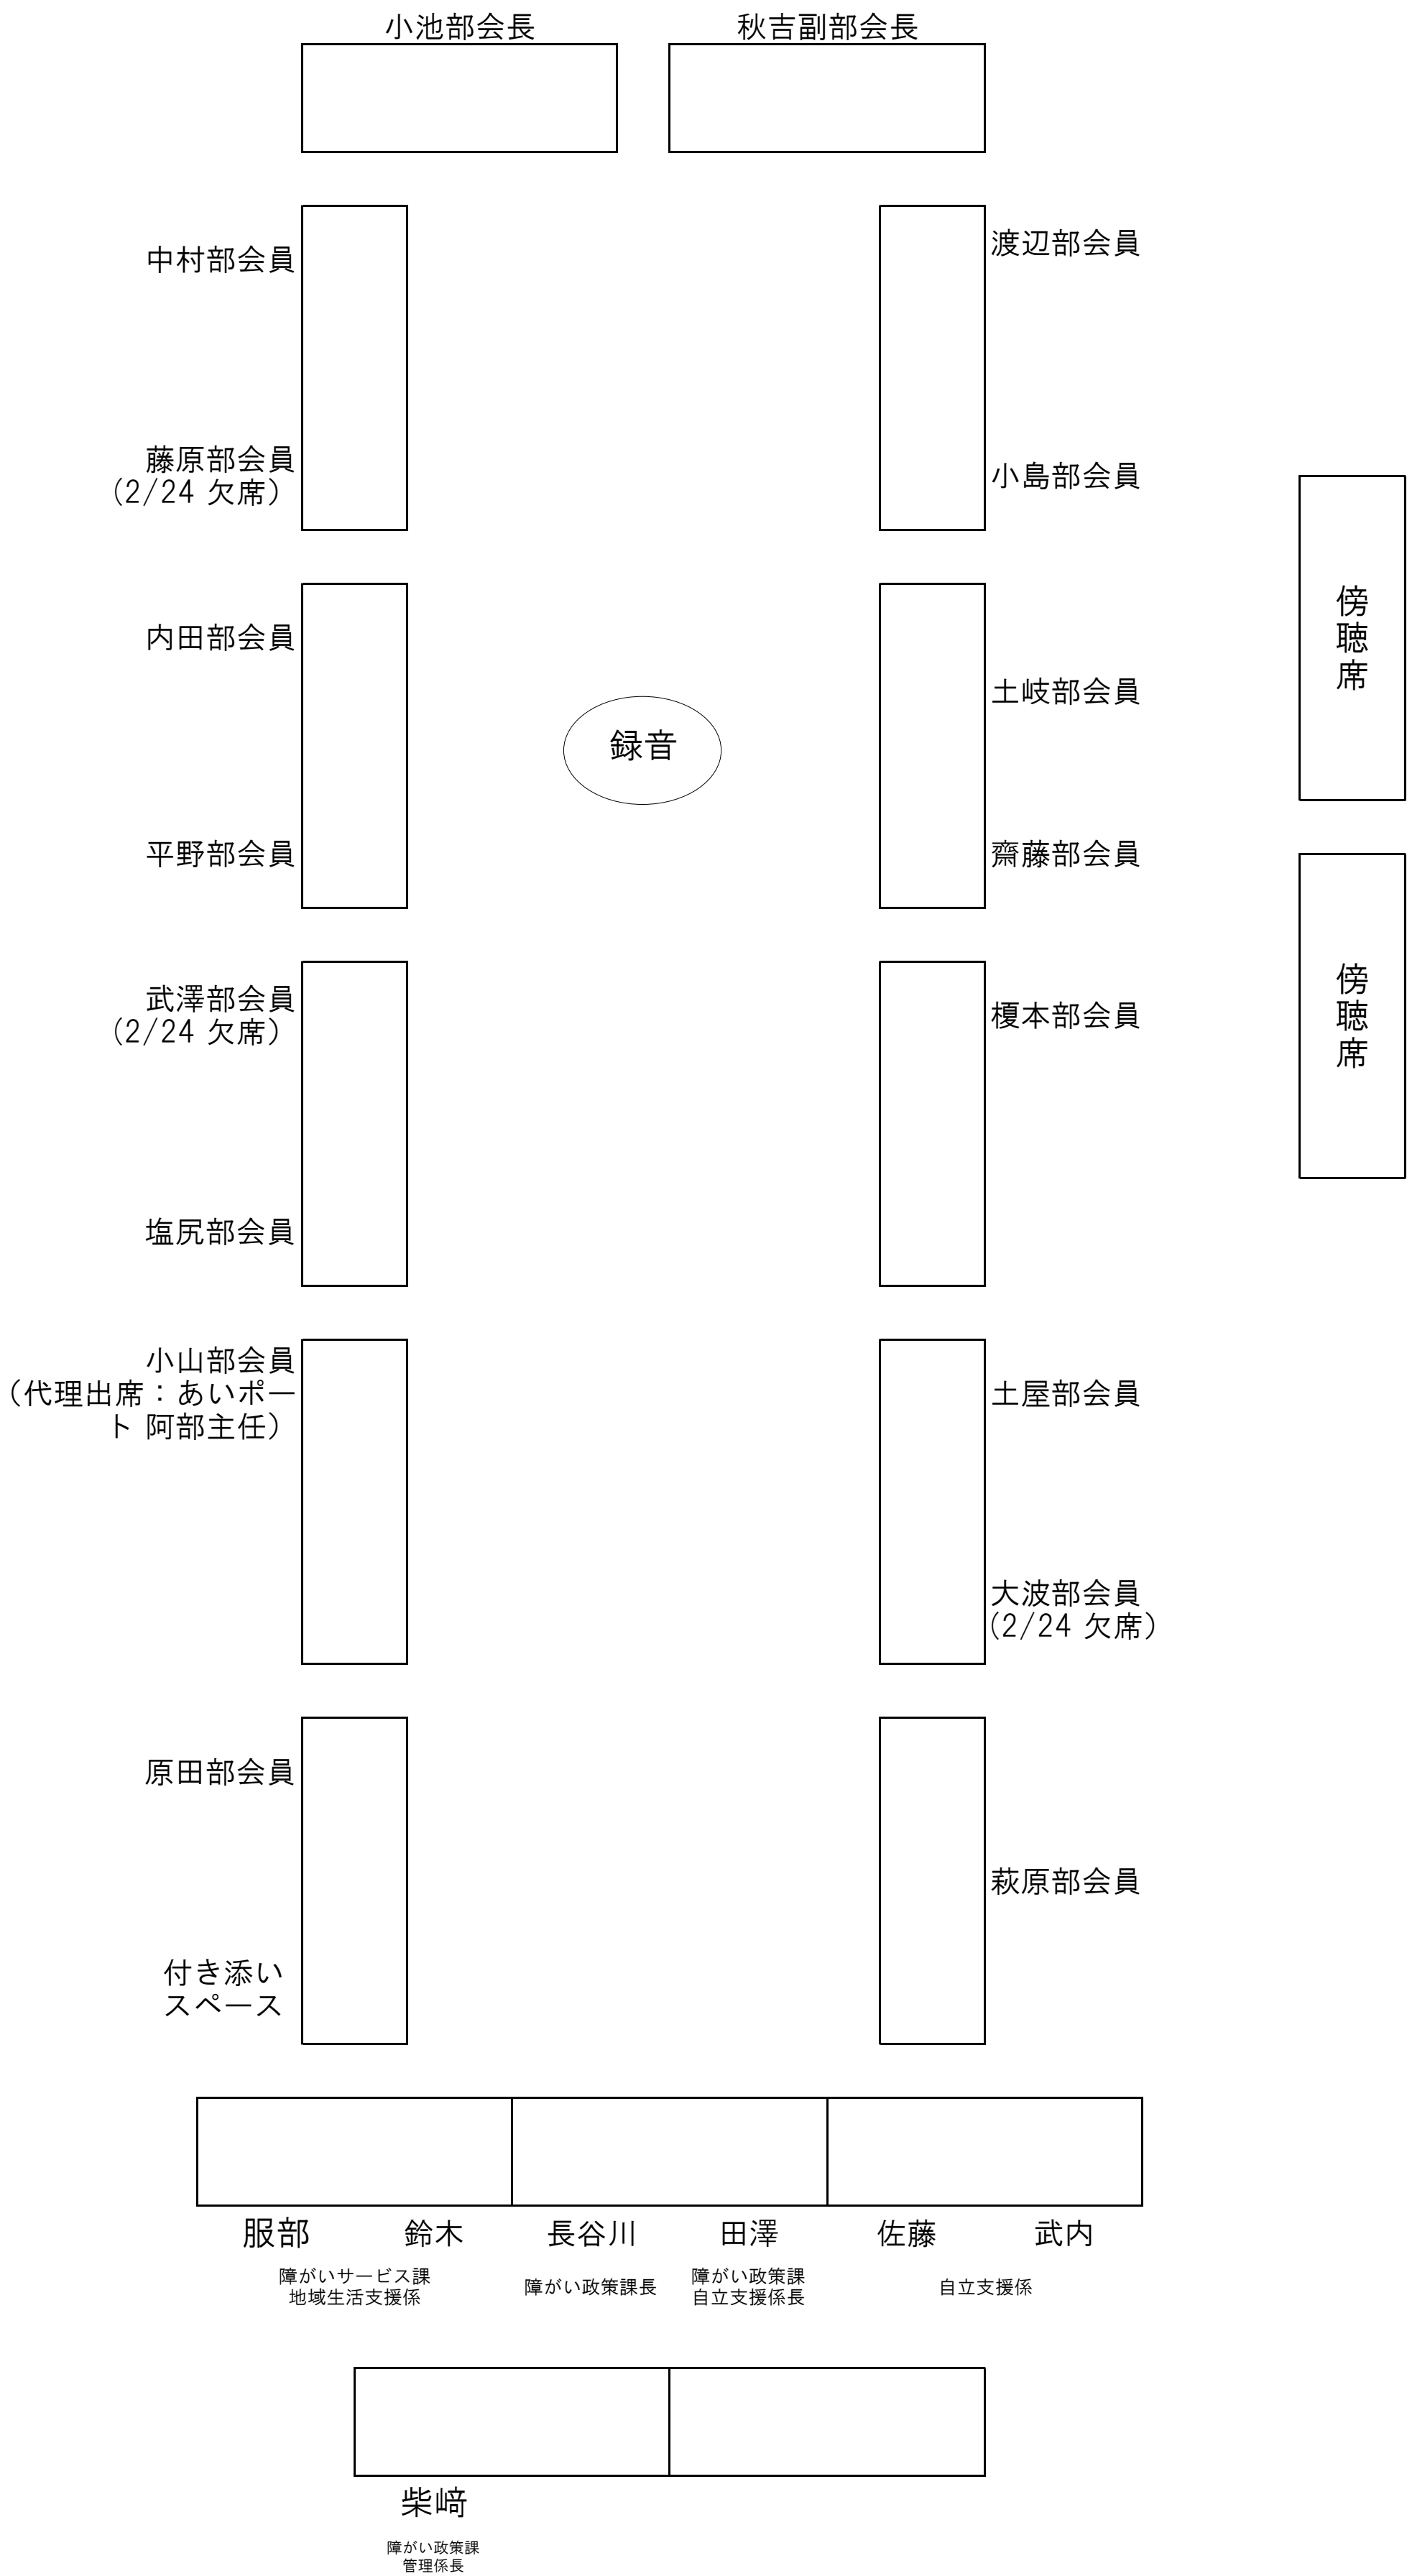 小池部会長
秋吉副部会長
中村部会員
渡辺部会員
藤原部会員
(2/24 欠席)
小島部会員
傍聴席
内田部会員
土岐部会員
録音
平野部会員
齋藤部会員
傍聴席
武澤部会員
(2/24 欠席)
榎本部会員
塩尻部会員
小山部会員
(代理出席:あいポー
ト 阿部主任)
土屋部会員
大波部会員
(2/24 欠席)
原田部会員
萩原部会員
付き添い
スペース
服部
鈴木
長谷川
田澤
佐藤
武内
障がいサービス課
地域生活支援係
障がい政策課長
障がい政策課
自立支援係長
自立支援係
柴﨑
障がい政策課
管理係長